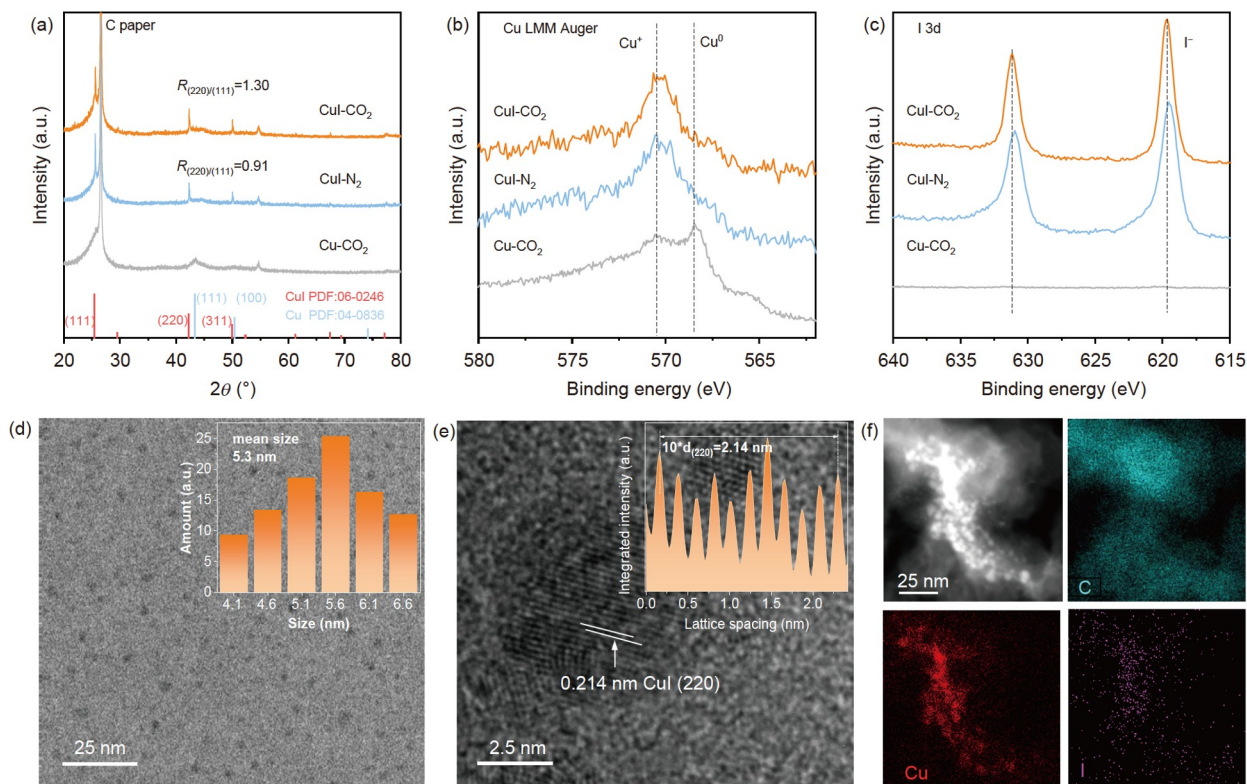 (a)
C paper
R(220)/(111)=1.30
CuI-CO₂
R(220)/(111)=0.91
CuI-N₂
Cu-CO₂
(111) (100)
CuI PDF:06-0246
Cu PDF:04-0836
(111)
(220)
(311)
20 30 40 50 60 70 80
2θ (°)
Intensity (a.u.)
(b)
Cu LMM Auger
Cu⁺
Cu⁰
CuI-CO₂
CuI-N₂
Cu-CO₂
580 575 570 565
Binding energy (eV)
Intensity (a.u.)
(c)
I 3d
I⁻
CuI-CO₂
CuI-N₂
Cu-CO₂
640 635 630 625 620 615
Binding energy (eV)
Intensity (a.u.)
(d)
mean size
5.3 nm
25
20
15
10
5
0
Amount (a.u.)
4.1 4.6 5.1 5.6 6.1 6.6
Size (nm)
25 nm
(e)
10*d(220)=2.14 nm
Integrated intensity (a.u.)
0.0 0.5 1.0 1.5 2.0
Lattice spacing (nm)
0.214 nm CuI (220)
2.5 nm
(f)
25 nm
C
Cu
I